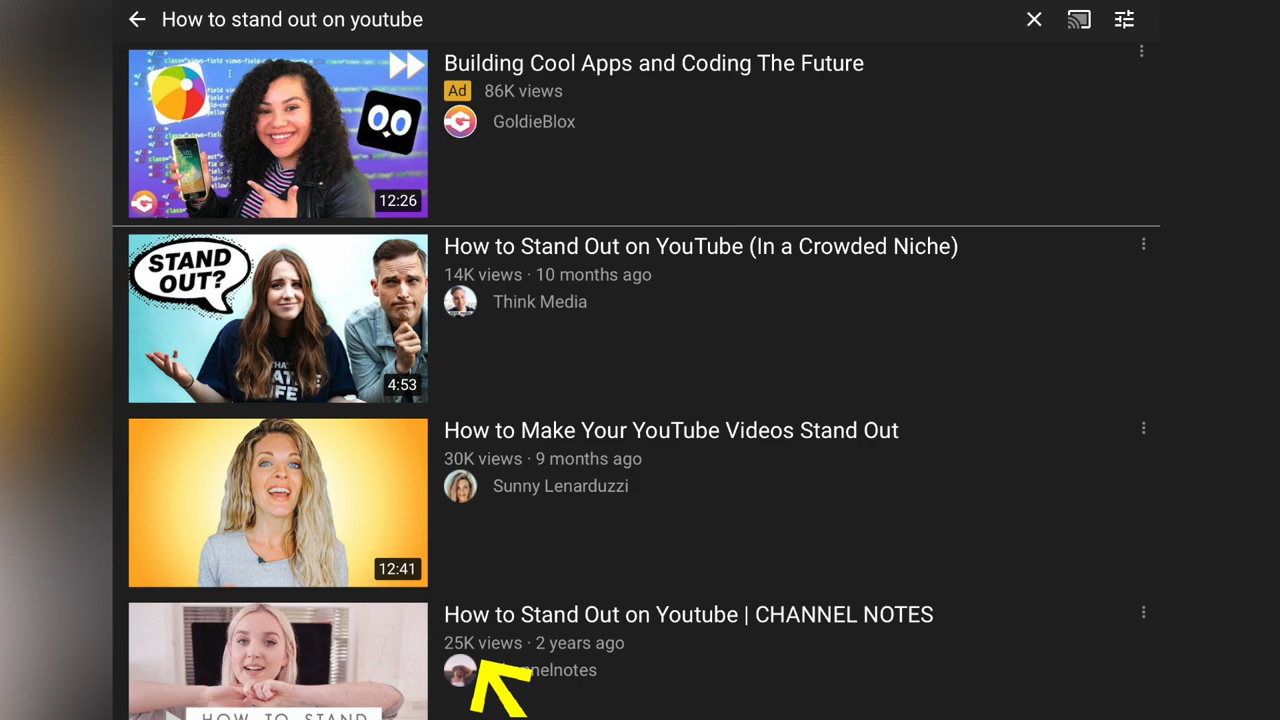 How to stand out on youtube
Building Cool Apps and Coding The Future
Ad 86K views
GoldieBlox
12:26
How to Stand Out on YouTube (In a Crowded Niche)
14K views · 10 months ago
Think Media
STAND
OUT?
4:53
How to Make Your YouTube Videos Stand Out
30K views · 9 months ago
Sunny Lenarduzzi
12:41
How to Stand Out on Youtube | CHANNEL NOTES
25K views · 2 years ago
HOW TO STAND